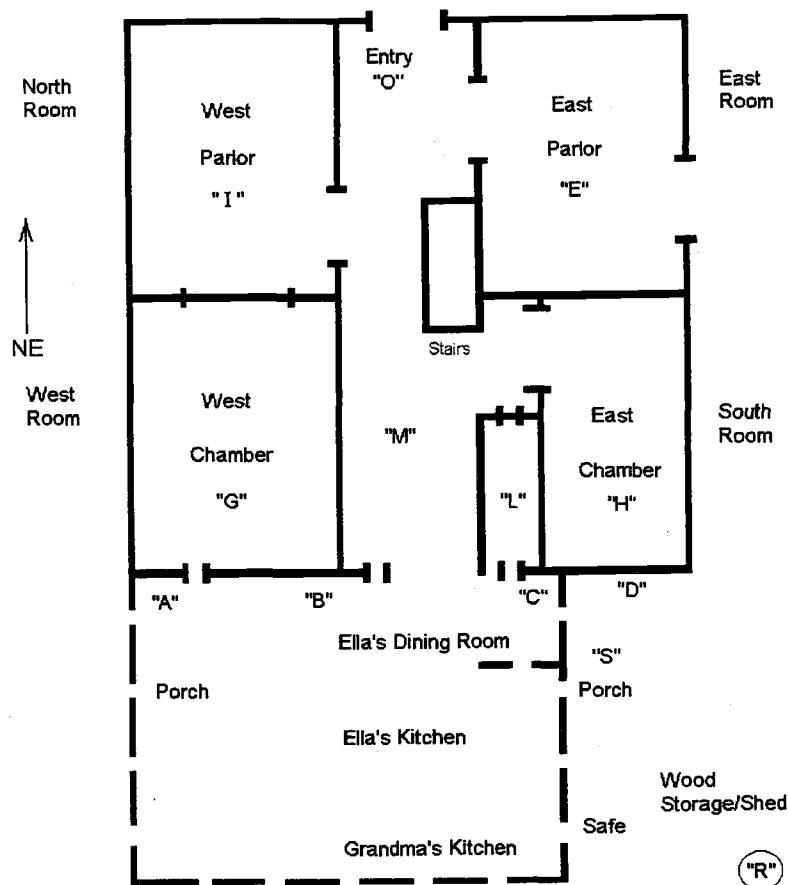 Entry
"O"
North
Room
West
Parlor
"I"
East
Parlor
"E"
East
Room
NE
Stairs
West
Room
West
Chamber
"G"
"M"
"L"
East
Chamber
"H"
South
Room
"A"
"B"
"C"
"D"
Ella's Dining Room
"S"
Porch
Porch
Ella's Kitchen
Wood
Storage/Shed
Safe
Grandma's Kitchen
"R"